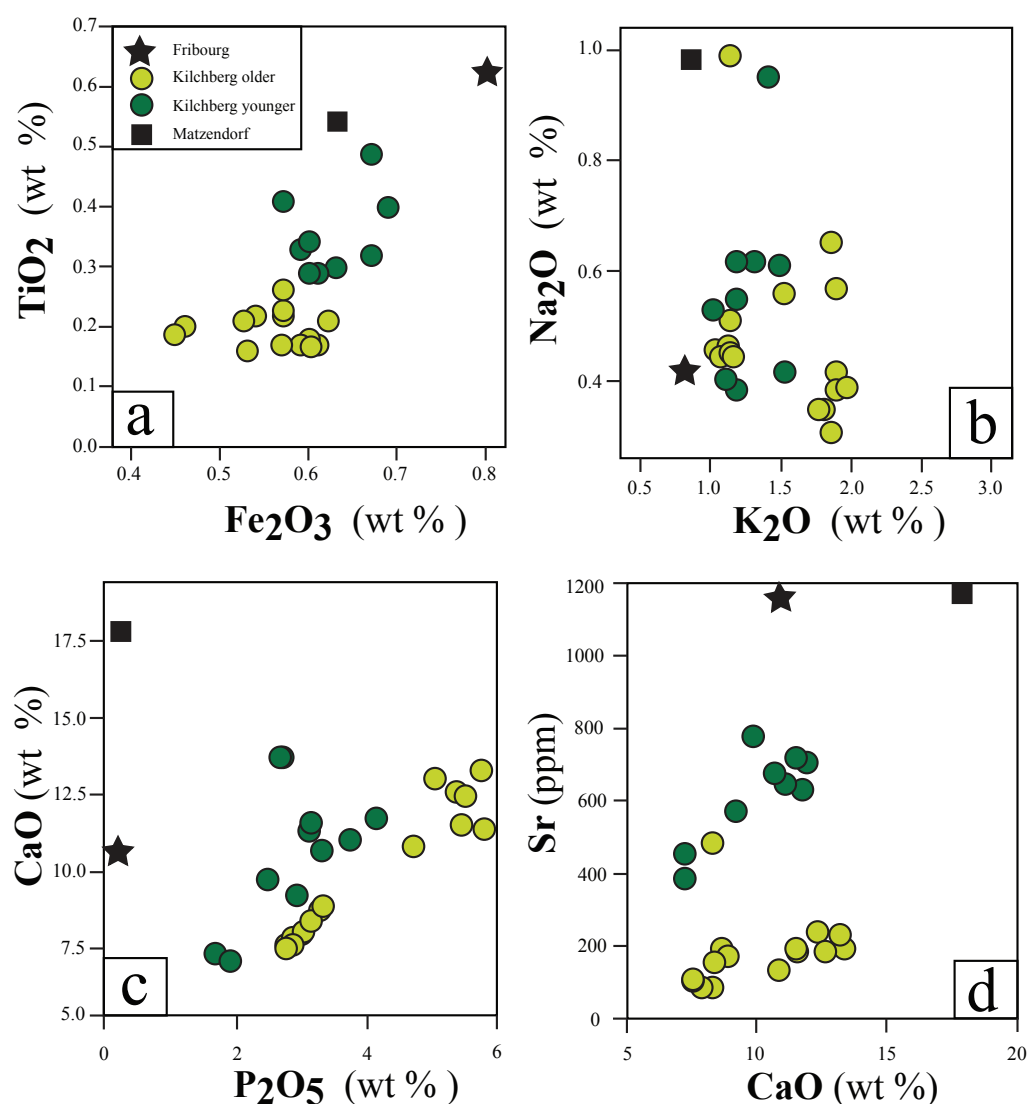 0.7
0.6
0.5
0.4
0.3
0.2
0.1
0.0
TiO2 (wt %)
Fribourg
Kilchberg older
Kilchberg younger
Matzendorf
a
0.4 0.5 0.6 0.7 0.8
Fe2O3 (wt %)
1.0
0.8
0.6
0.4
Na2O (wt %)
b
0.5 1.0 1.5 2.0 2.5 3.0
K2O (wt %)
17.5
15.0
12.5
10.0
7.5
5.0
CaO (wt %)
c
0 2 4 6
P2O5 (wt %)
1200
1000
800
600
400
200
0
Sr (ppm)
d
5 10 15 20
CaO (wt %)